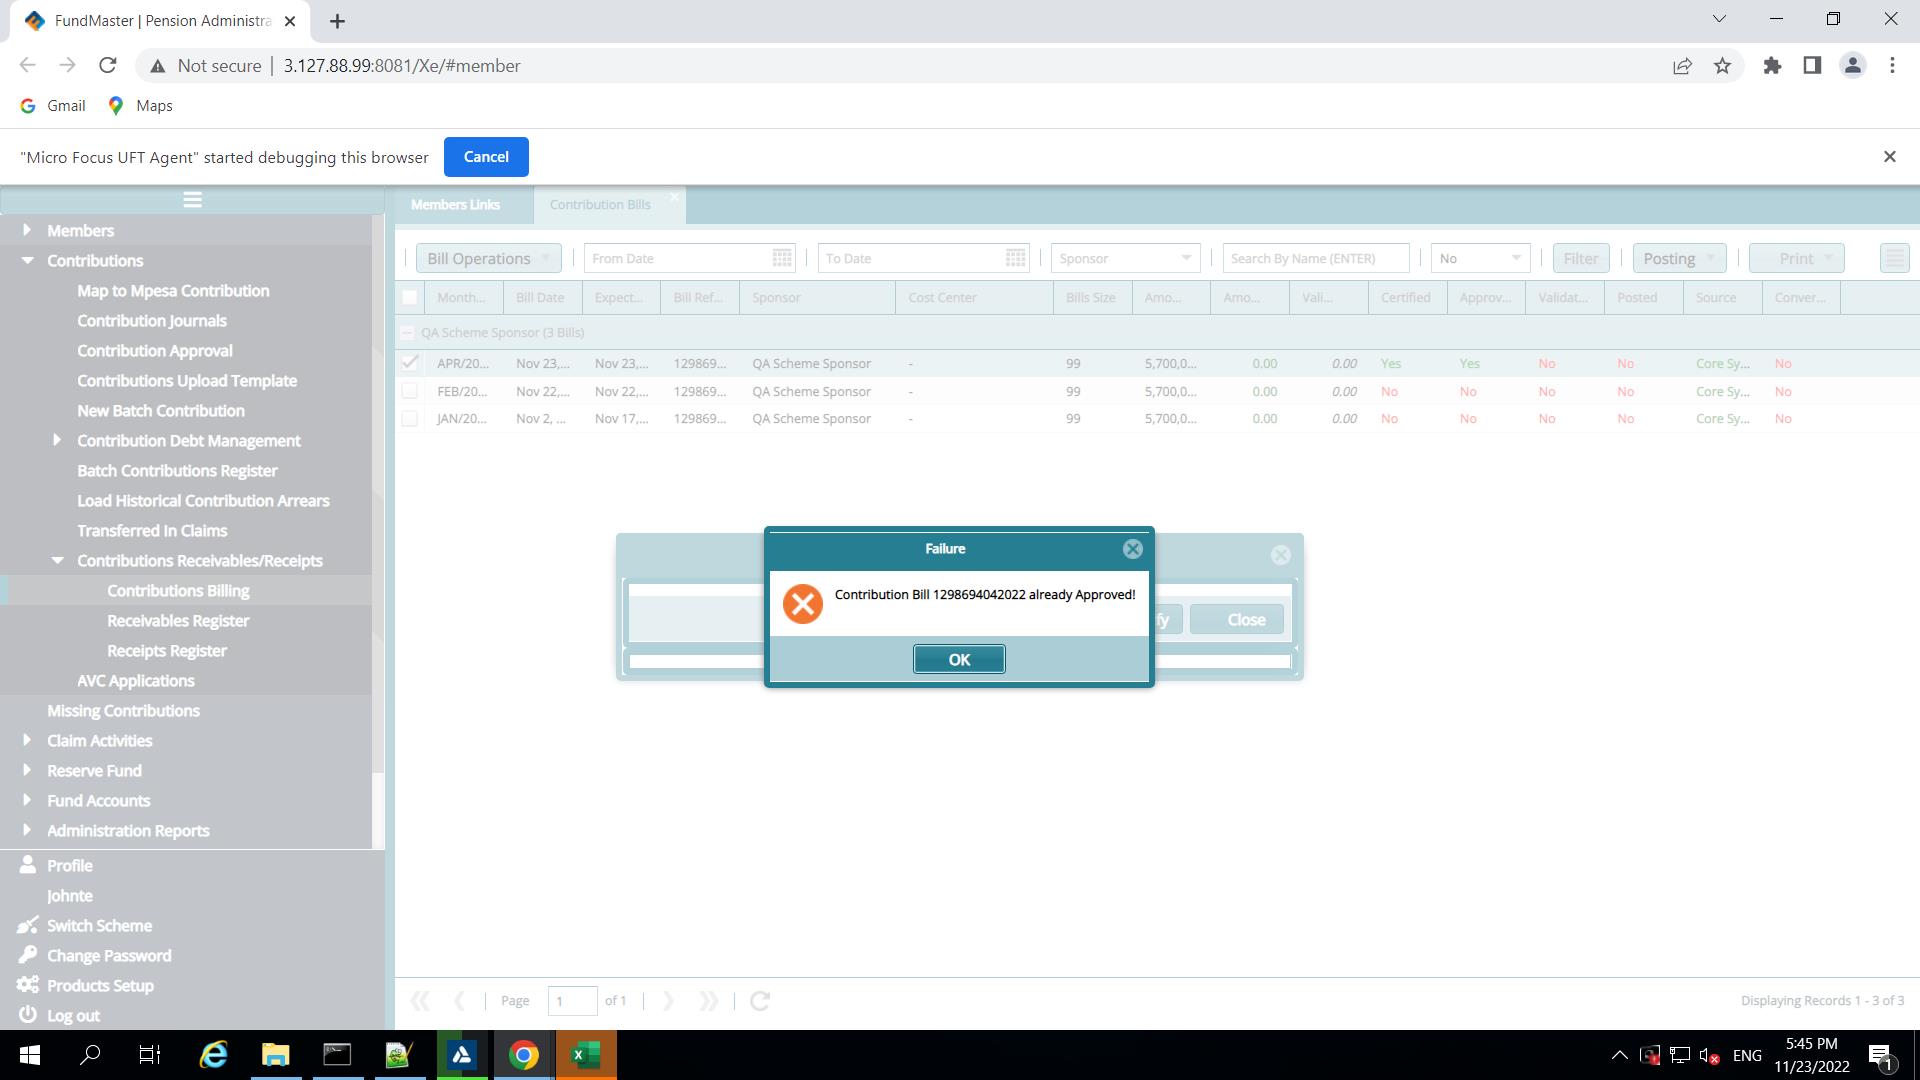 FundMaster | Pension Administra
Not secure | 3.127.88.99:8081/Xe/#member
Gmail Maps
"Micro Focus UFT Agent" started debugging this browser Cancel
Members
Contributions
Map to Mpesa Contribution
Contribution Journals
Contribution Approval
Contributions Upload Template
New Batch Contribution
Contribution Debt Management
Batch Contributions Register
Load Historical Contribution Arrears
Transferred In Claims
Contributions Receivables/Receipts
Contributions Billing
Receivables Register
Receipts Register
AVC Applications
Missing Contributions
Claim Activities
Reserve Fund
Fund Accounts
Administration Reports
Profile
Johnte
Switch Scheme
Change Password
Products Setup
Log out
Members Links Contribution Bills
Bill Operations From Date To Date Sponsor Search By Name (ENTER) No Filter Posting Print
Month... Bill Date Expect... Bill Ref... Sponsor Cost Center Bills Size Amo... Amo... Vali... Certified Approv... Validat... Posted Source Conver...
QA Scheme Sponsor (3 Bills)
APR/20... Nov 23,... Nov 23,... 129869... QA Scheme Sponsor - 99 5,700,0... 0.00 0.00 Yes Yes No No Core Sy... No
FEB/20... Nov 22,... Nov 22,... 129869... QA Scheme Sponsor - 99 5,700,0... 0.00 0.00 No No No No Core Sy... No
JAN/20... Nov 2, ... Nov 17,... 129869... QA Scheme Sponsor - 99 5,700,0... 0.00 0.00 No No No No Core Sy... No
Failure
Contribution Bill 1298694042022 already Approved!
fy Close
OK
Page 1 of 1
Displaying Records 1 - 3 of 3
ENG
5:45 PM
11/23/2022
1